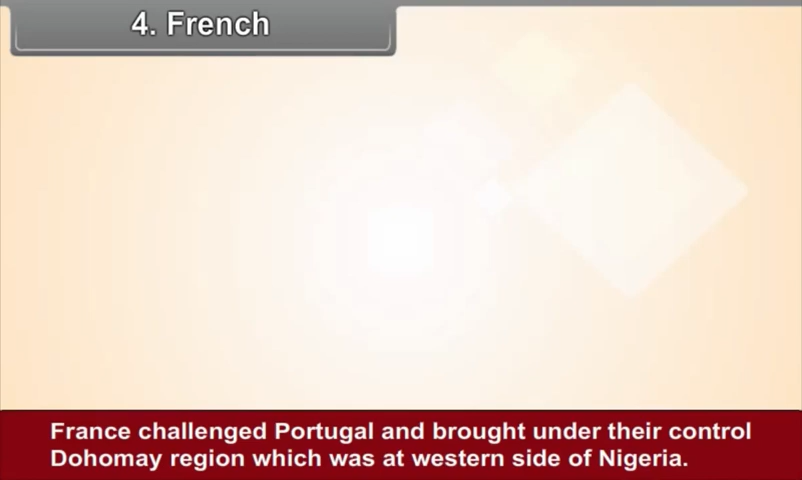 4. French
France challenged Portugal and brought under their control
Dohomay region which was at western side of Nigeria.